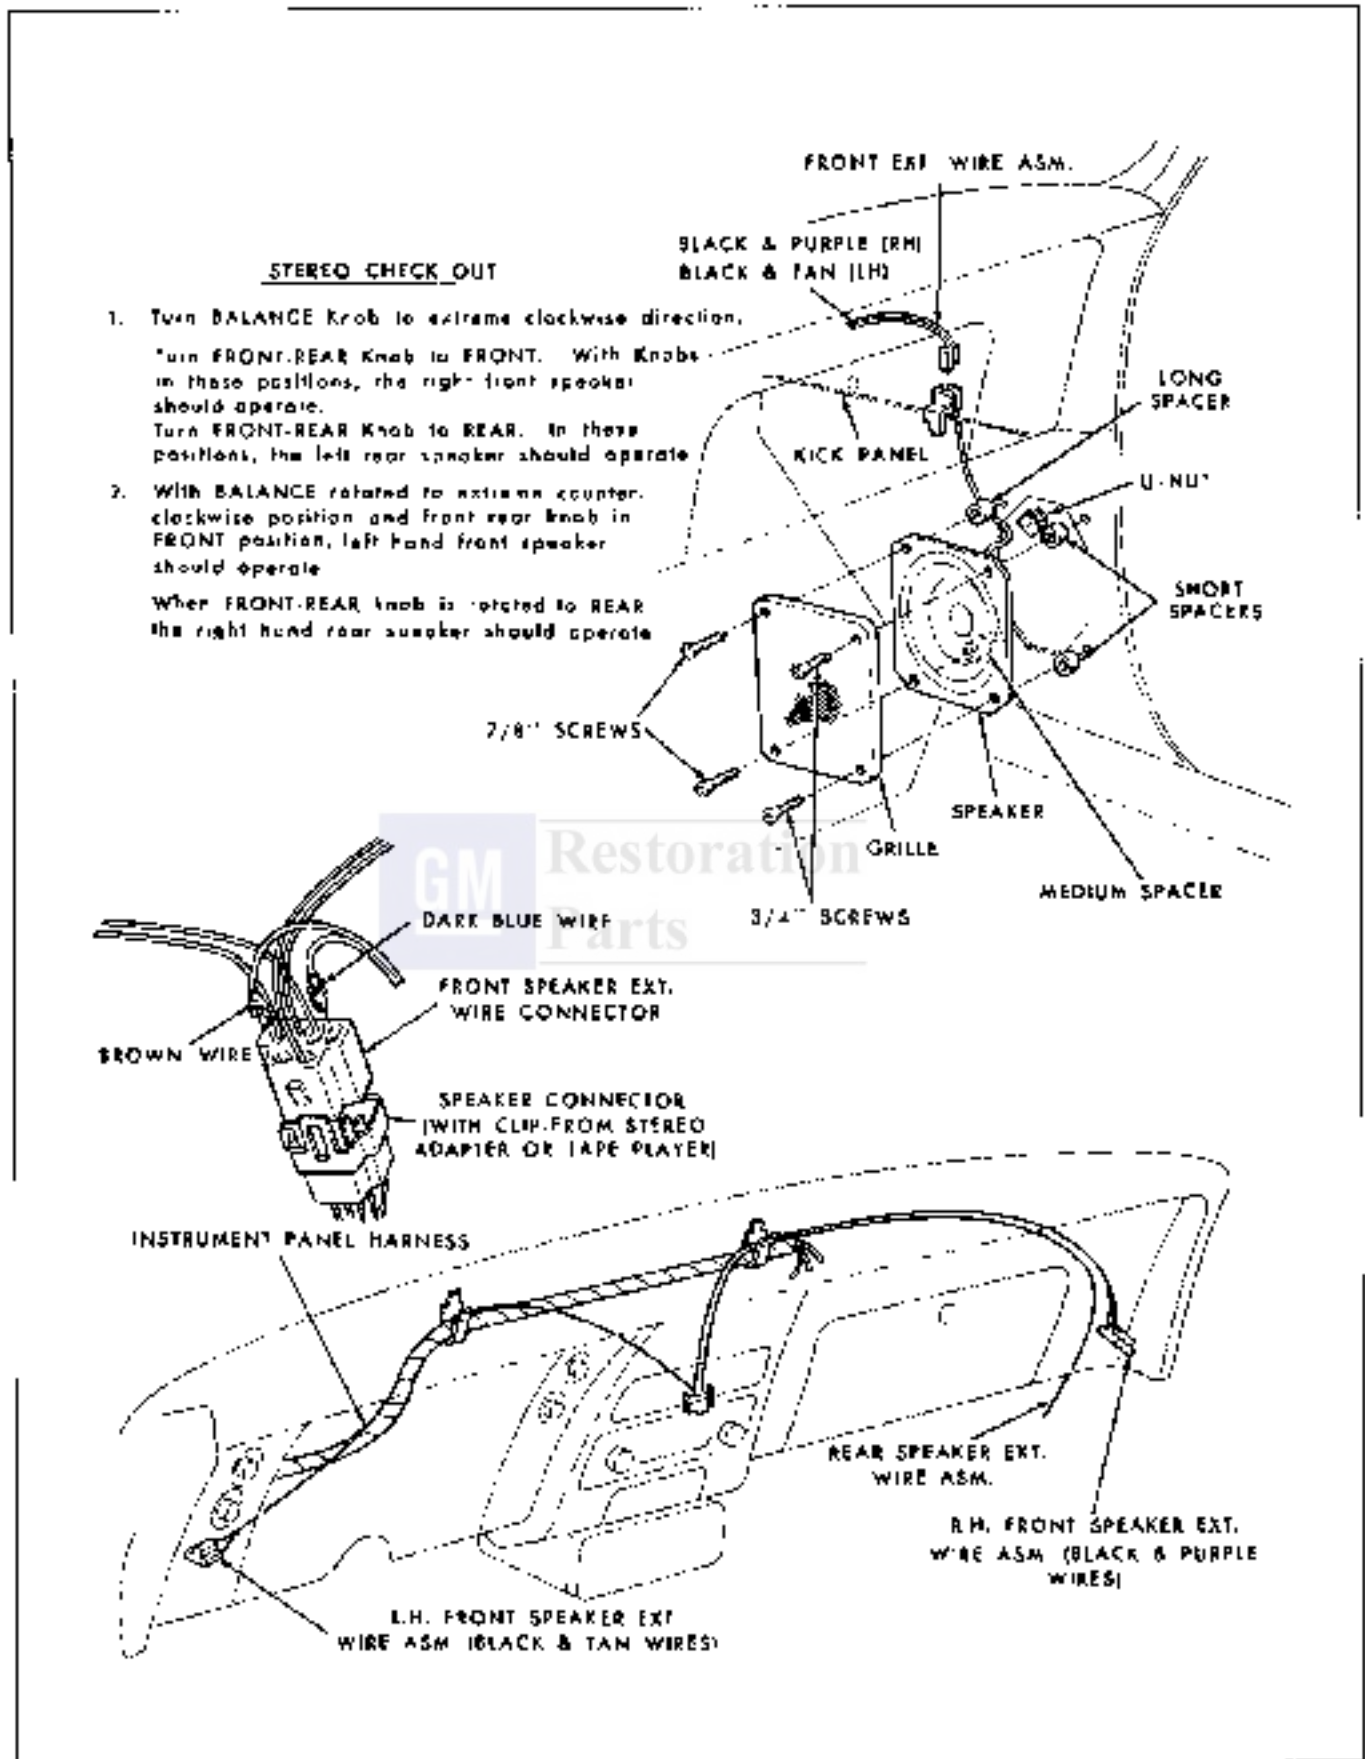 FRONT EXT WIRE ASM.
BLACK & PURPLE (RH)
BLACK & TAN (LH)
STEREO CHECK OUT
1. Turn BALANCE Knob to extreme clockwise direction.
Turn FRONT-REAR Knob to FRONT. With Knobs
in these positions, the right front speaker
should operate.
Turn FRONT-REAR Knob to REAR. In these
positions, the left rear speaker should operate
2. With BALANCE rotated to extreme counter-
clockwise position and front rear knob in
FRONT position, left hand front speaker
should operate
When FRONT-REAR knob is rotated to REAR
the right hand rear speaker should operate
LONG
SPACER
KICK PANEL
U-NUT
SHORT
SPACERS
7/8" SCREWS
SPEAKER
GRILLE
MEDIUM SPACER
3/4" SCREWS
GM Restoration
Parts
DARK BLUE WIRE
FRONT SPEAKER EXT.
WIRE CONNECTOR
BROWN WIRE
SPEAKER CONNECTOR
(WITH CLIP-FROM STEREO
ADAPTER OR TAPE PLAYER)
INSTRUMENT PANEL HARNESS
REAR SPEAKER EXT.
WIRE ASM.
R.H. FRONT SPEAKER EXT.
WIRE ASM (BLACK & PURPLE
WIRES)
L.H. FRONT SPEAKER EXT
WIRE ASM (BLACK & TAN WIRES)